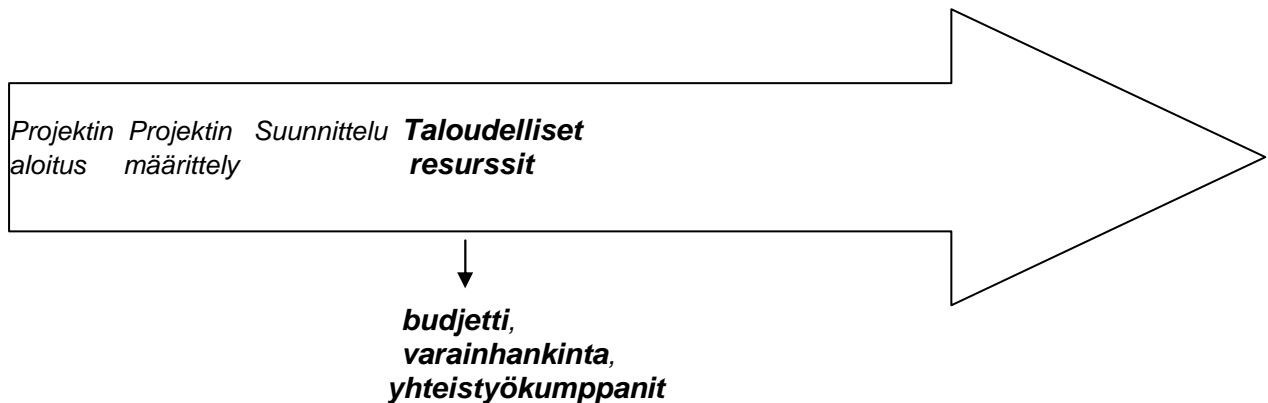 Projektin Projektin Suunnittelu Taloudelliset
aloitus määrittely resurssit
budjetti,
varainhankinta,
yhteistyökumppanit